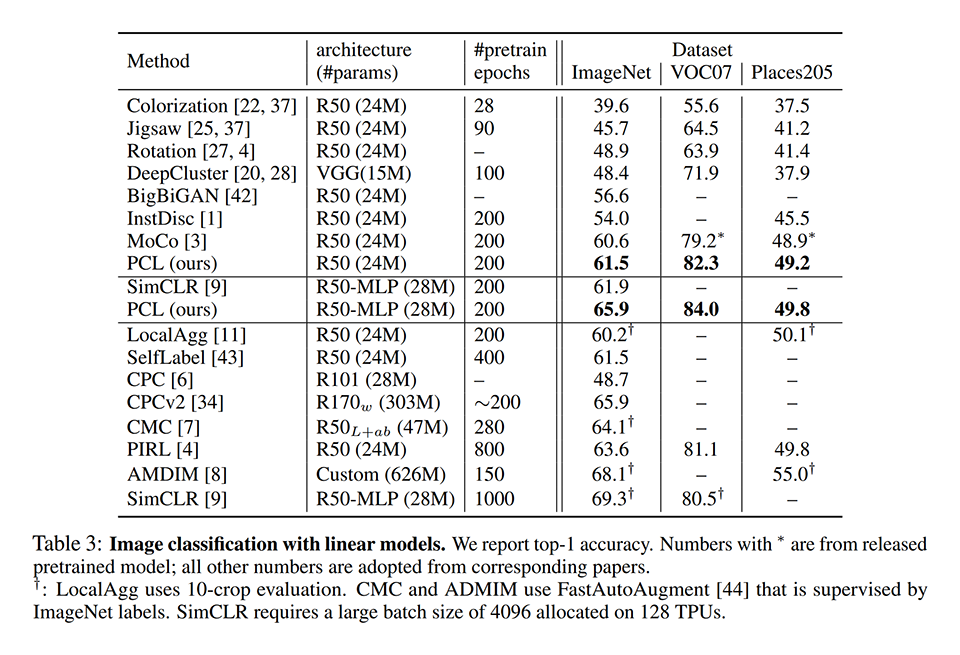 Method architecture (#params) #pretrain epochs Dataset
ImageNet VOC07 Places205
Colorization [22, 37] R50 (24M) 28 39.6 55.6 37.5
Jigsaw [25, 37] R50 (24M) 90 45.7 64.5 41.2
Rotation [27, 4] R50 (24M) – 48.9 63.9 41.4
DeepCluster [20, 28] VGG(15M) 100 48.4 71.9 37.9
BigBiGAN [42] R50 (24M) – 56.6 – –
InstDisc [1] R50 (24M) 200 54.0 – 45.5
MoCo [3] R50 (24M) 200 60.6 79.2* 48.9*
PCL (ours) R50 (24M) 200 61.5 82.3 49.2
SimCLR [9] R50-MLP (28M) 200 61.9 – –
PCL (ours) R50-MLP (28M) 200 65.9 84.0 49.8
LocalAgg [11] R50 (24M) 200 60.2† – 50.1†
SelfLabel [43] R50 (24M) 400 61.5 – –
CPC [6] R101 (28M) – 48.7 – –
CPCv2 [34] R170w (303M) ∼200 65.9 – –
CMC [7] R50L+ab (47M) 280 64.1† – –
PIRL [4] R50 (24M) 800 63.6 81.1 49.8
AMDIM [8] Custom (626M) 150 68.1† – 55.0†
SimCLR [9] R50-MLP (28M) 1000 69.3† 80.5† –
Table 3: Image classification with linear models. We report top-1 accuracy. Numbers with * are from released
pretrained model; all other numbers are adopted from corresponding papers.
†: LocalAgg uses 10-crop evaluation. CMC and ADMIM use FastAutoAugment [44] that is supervised by
ImageNet labels. SimCLR requires a large batch size of 4096 allocated on 128 TPUs.